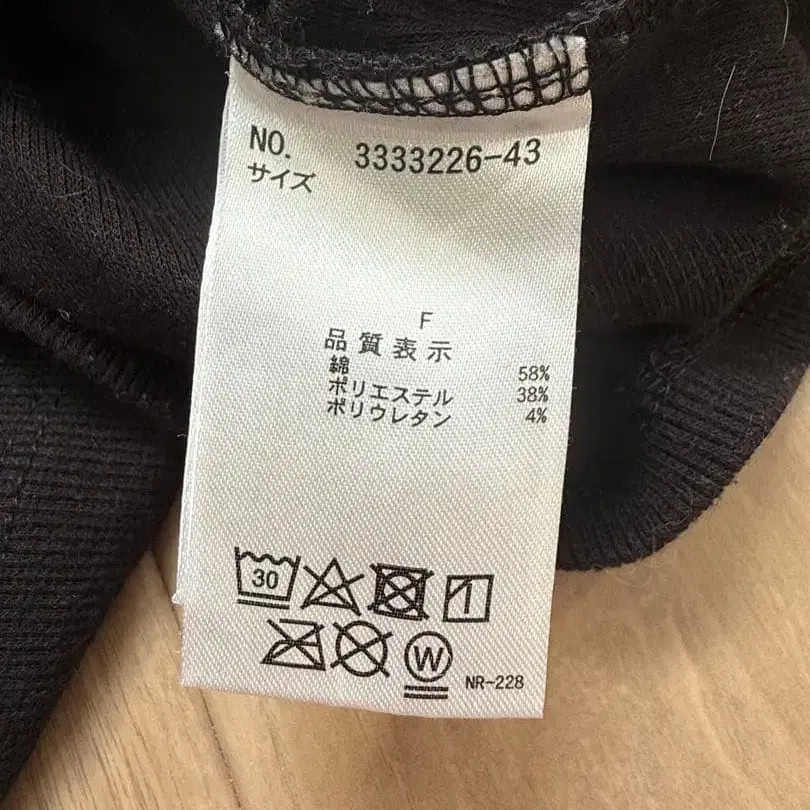 NO. 3333226-43
サイズ
F
品質表示
綿 58%
ポリエステル 38%
ポリウレタン 4%
30
W
NR-228